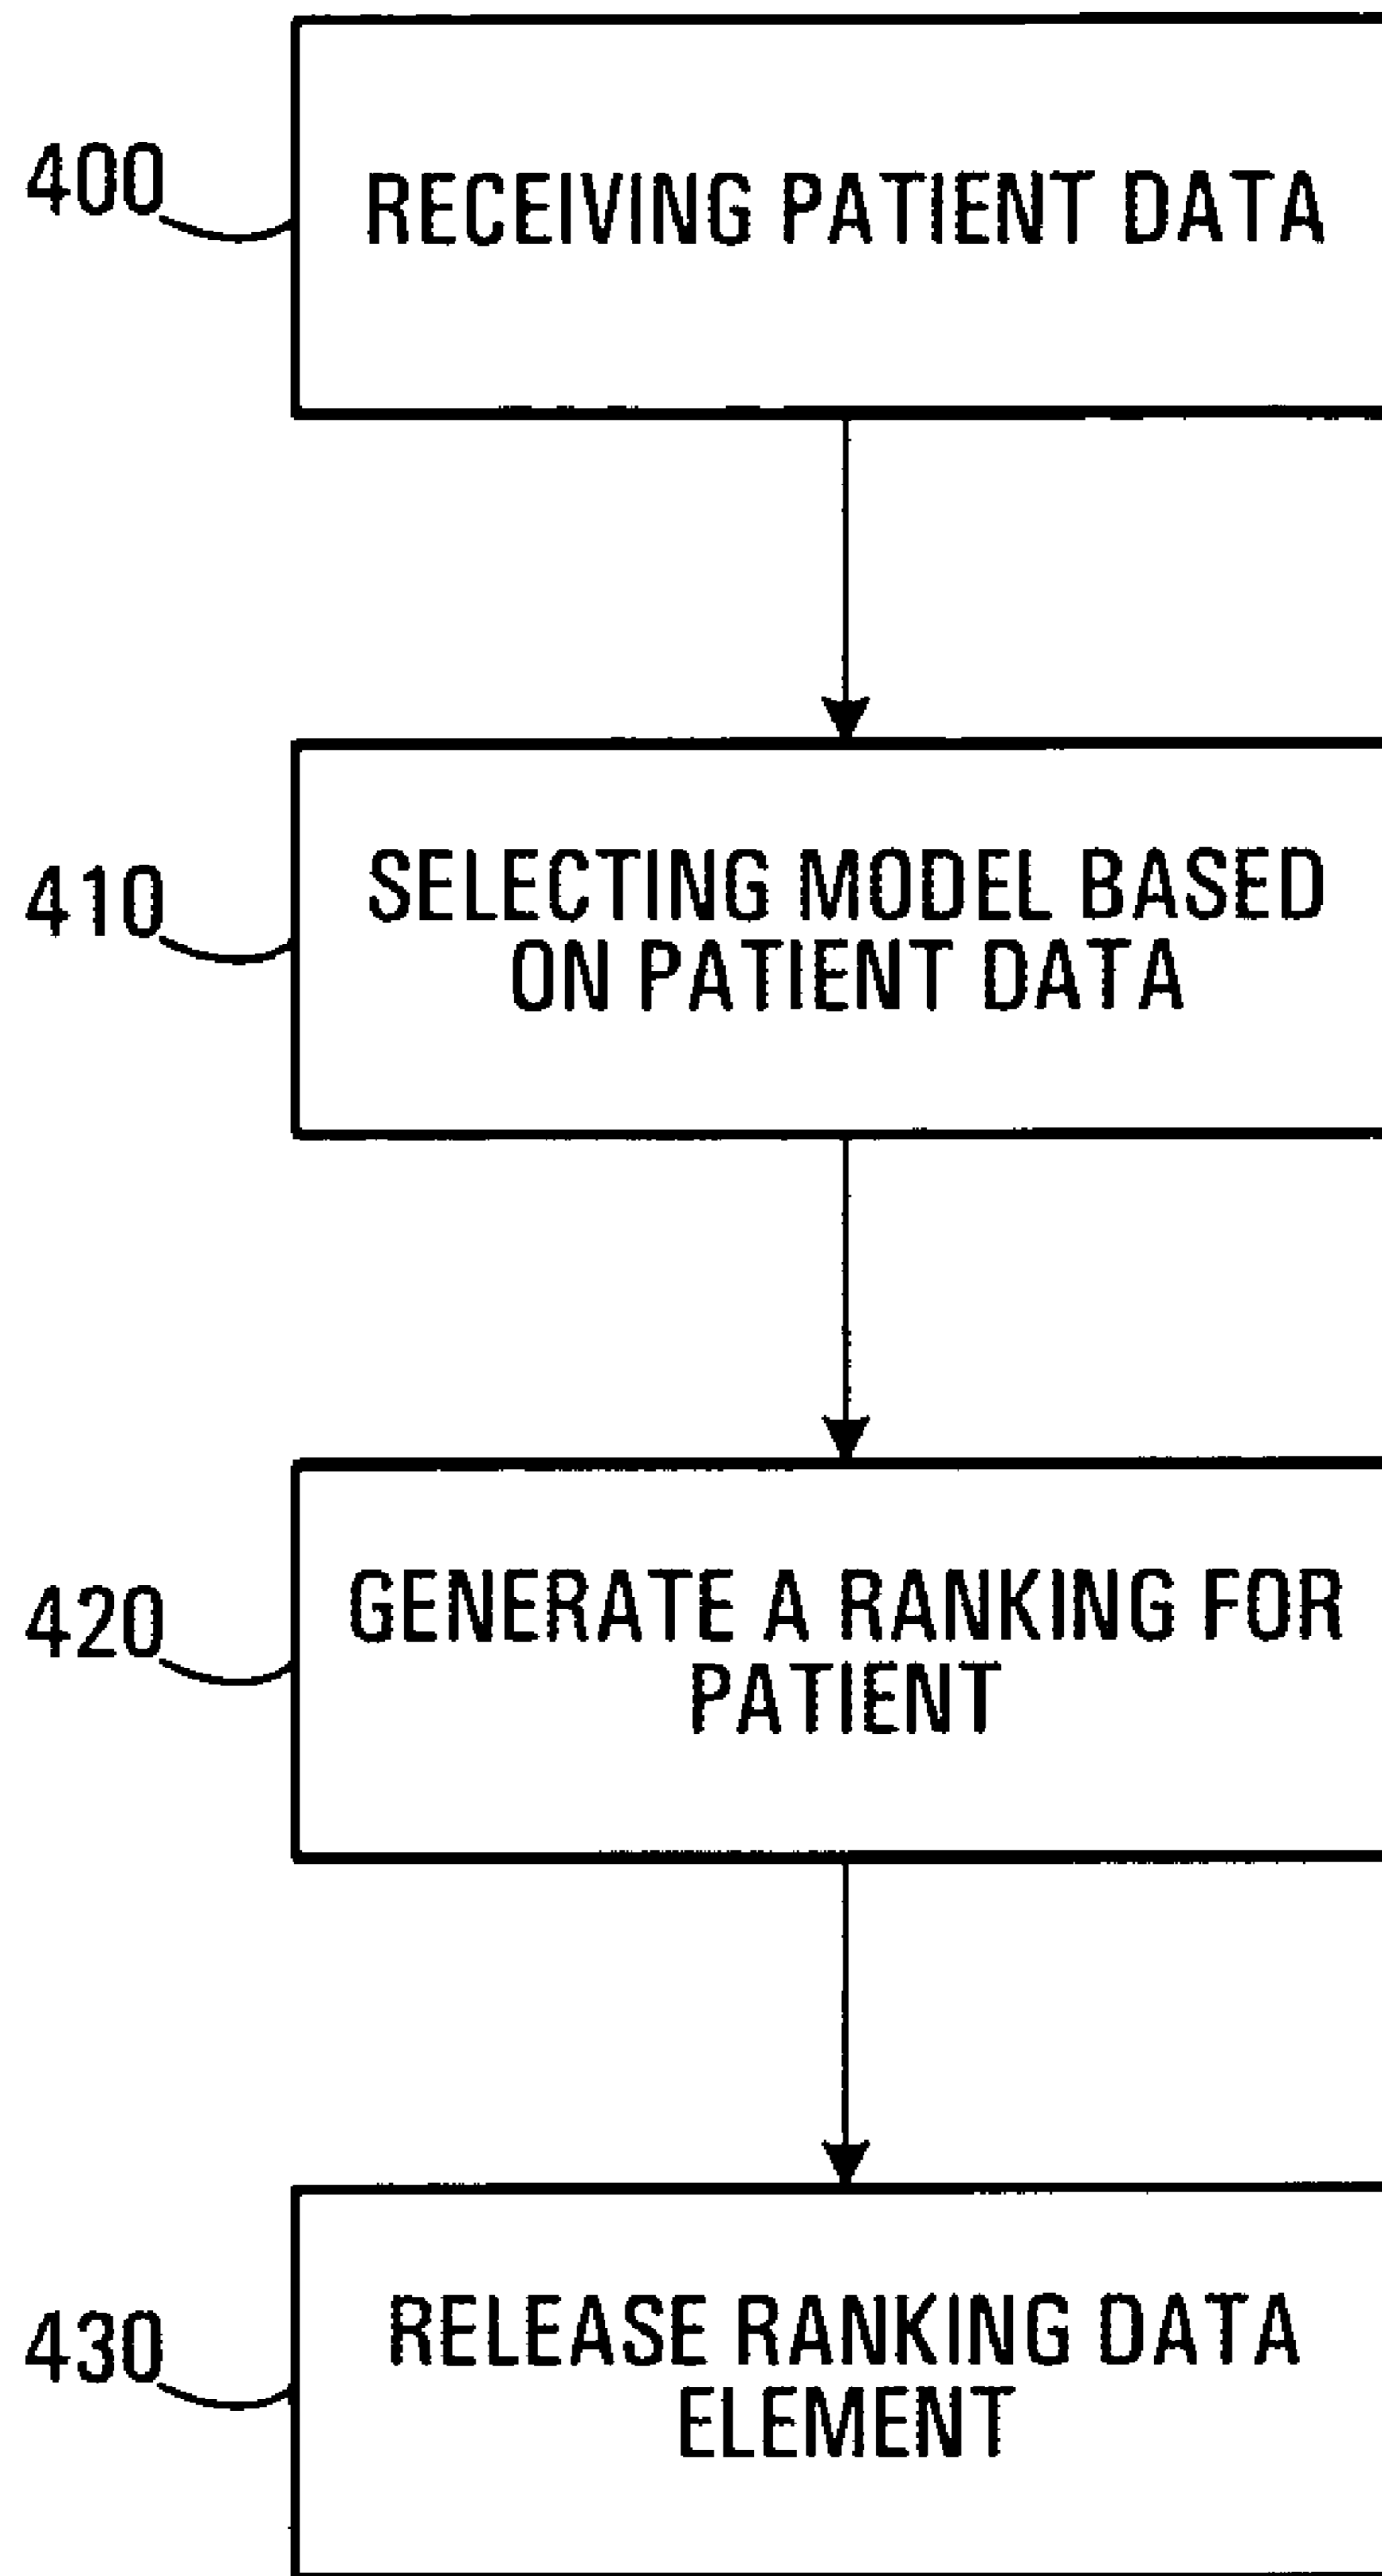 400
RECEIVING PATIENT DATA
410
SELECTING MODEL BASED
ON PATIENT DATA
420
GENERATE A RANKING FOR
PATIENT
430
RELEASE RANKING DATA
ELEMENT